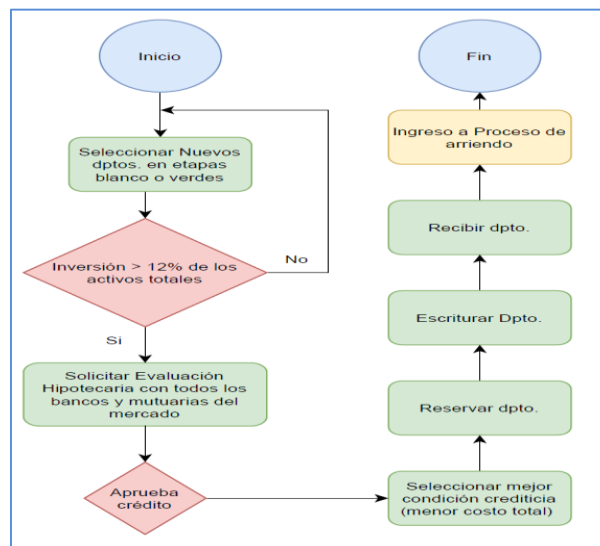 Inicio
Seleccionar Nuevos
dptos. en etapas
blanco o verdes
Inversión > 12% de los
activos totales
No
Si
Solicitar Evaluación
Hipotecaria con todos los
bancos y mutuarias del
mercado
Aprueba
crédito
Seleccionar mejor
condición crediticia
(menor costo total)
Reservar dpto.
Escriturar Dpto.
Recibir dpto.
Ingreso a Proceso de
arriendo
Fin